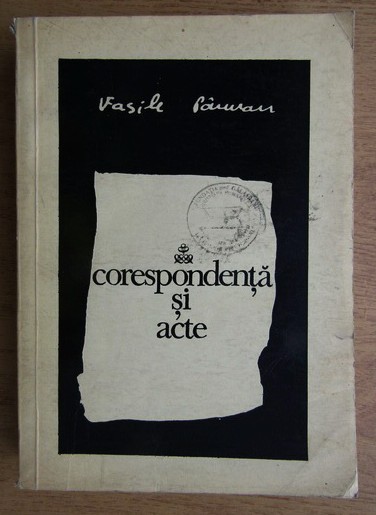 Vasile Pârvan
corespondență
și
acte